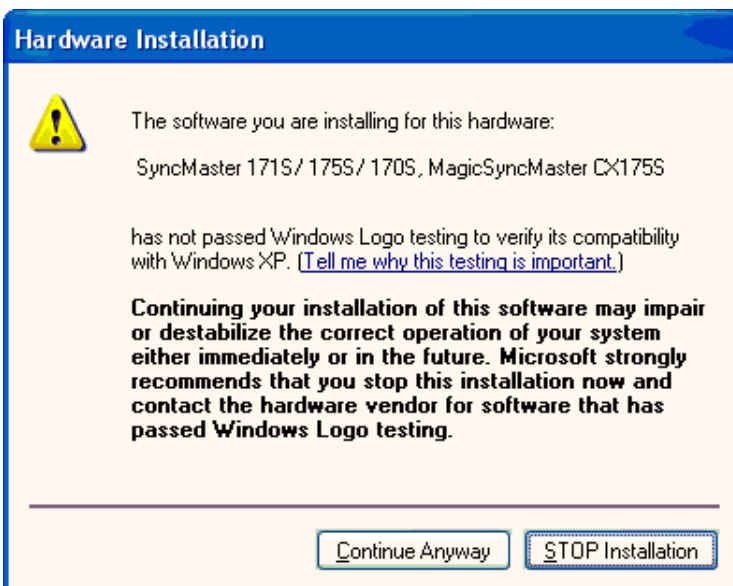 Hardware Installation
The software you are installing for this hardware:
SyncMaster 171S/ 175S/ 170S, MagicSyncMaster CX175S
has not passed Windows Logo testing to verify its compatibility
with Windows XP. (Tell me why this testing is important.)
Continuing your installation of this software may impair
or destabilize the correct operation of your system
either immediately or in the future. Microsoft strongly
recommends that you stop this installation now and
contact the hardware vendor for software that has
passed Windows Logo testing.
Continue Anyway
STOP Installation